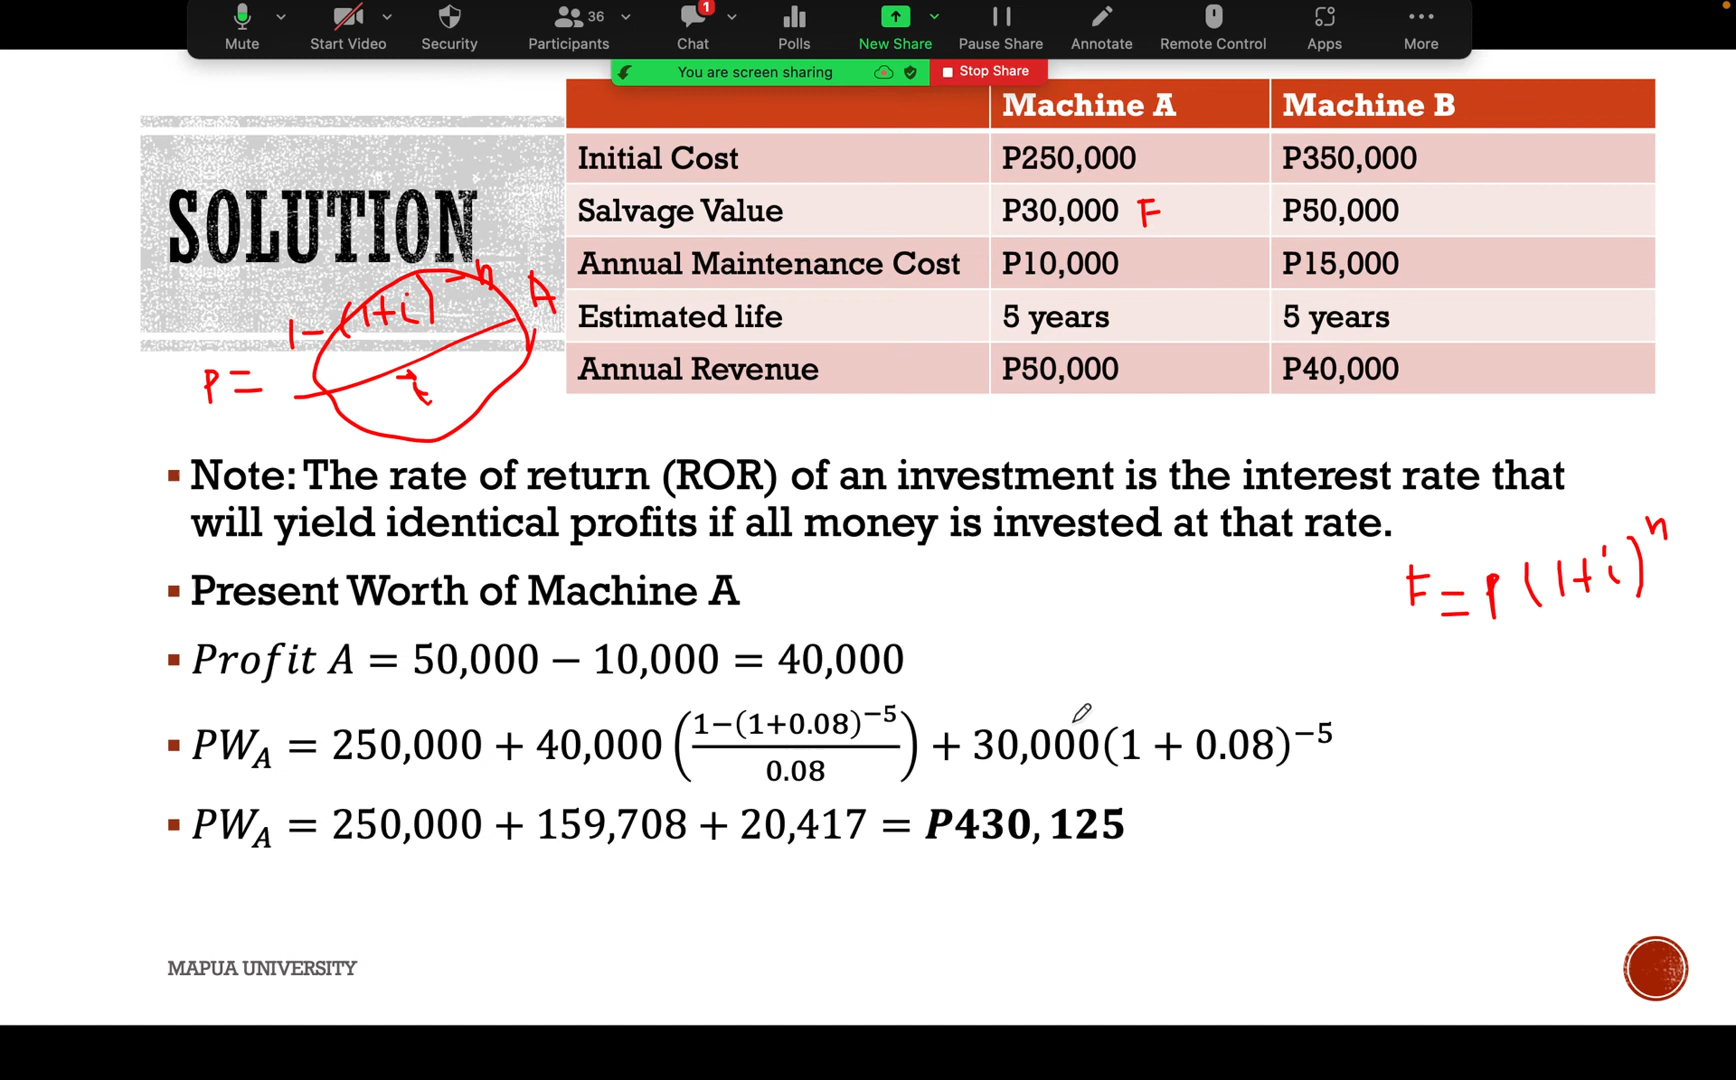 Mute
Start Video
Security
Participants 36
Chat 1
Polls
New Share
Pause Share
Annotate
Remote Control
Apps
More
You are screen sharing
Stop Share
SOLUTION
Machine A Machine B
Initial Cost P250,000 P350,000
Salvage Value P30,000 F P50,000
Annual Maintenance Cost P10,000 P15,000
Estimated life 5 years 5 years
Annual Revenue P50,000 P40,000
P = 1-(1+i)^-n / i A
▪ Note: The rate of return (ROR) of an investment is the interest rate that
will yield identical profits if all money is invested at that rate.
F = P(1+i)^n
▪ Present Worth of Machine A
▪ Profit A = 50,000 − 10,000 = 40,000
▪ PW_A = 250,000 + 40,000 (1−(1+0.08)^−5 / 0.08) + 30,000(1 + 0.08)^−5
▪ PW_A = 250,000 + 159,708 + 20,417 = P430,125
MAPUA UNIVERSITY